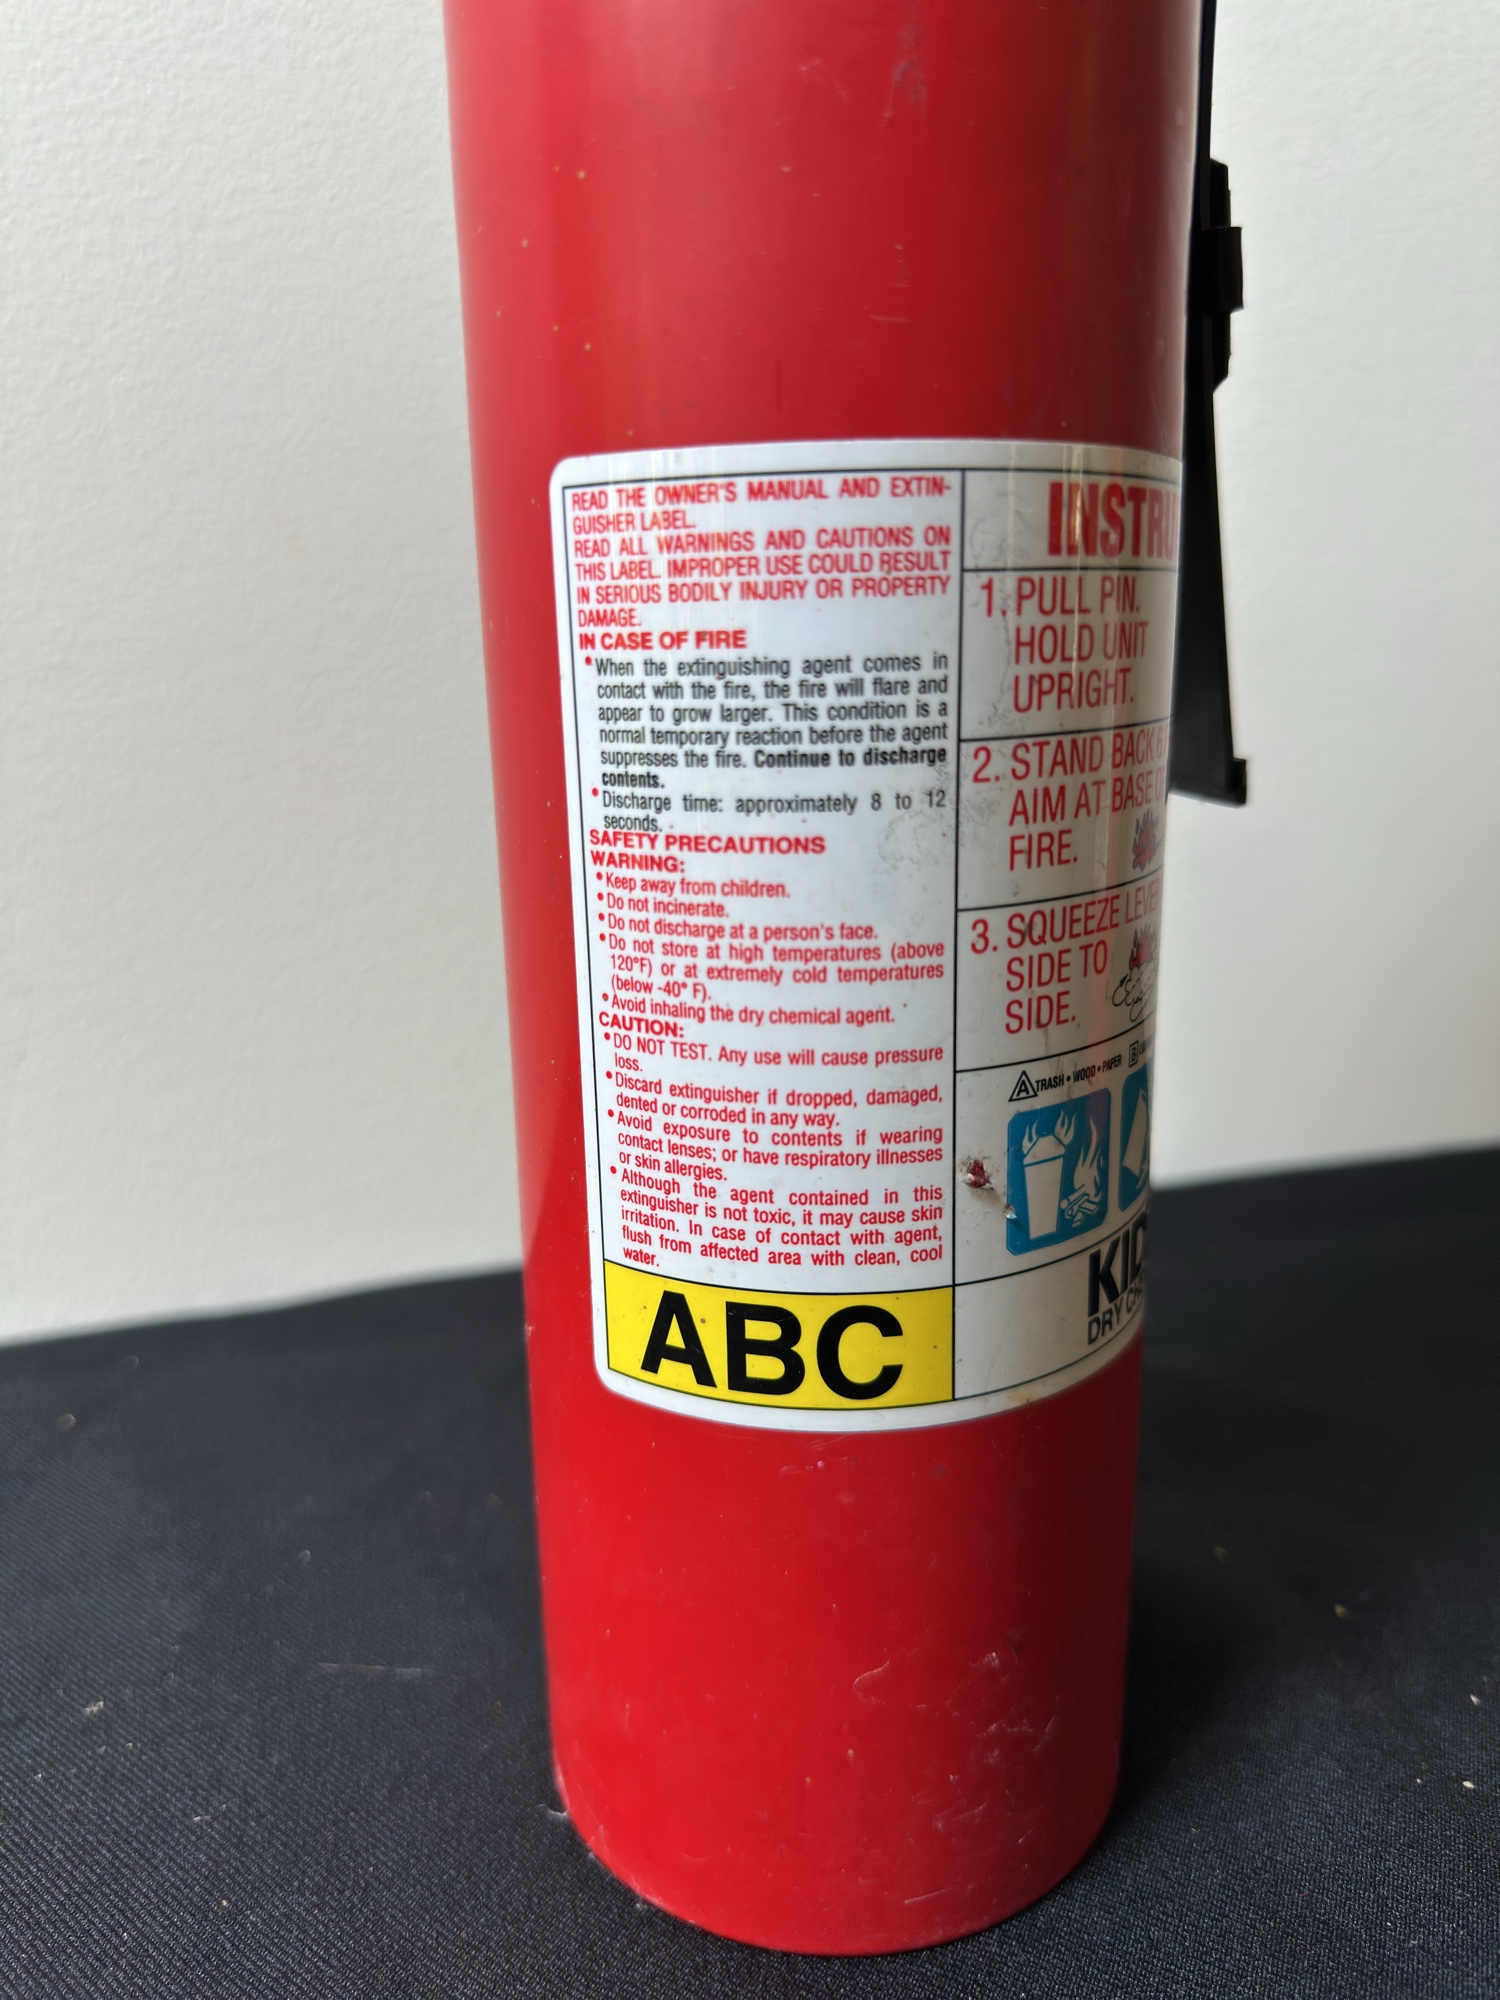 READ THE OWNER'S MANUAL AND EXTIN-
GUISHER LABEL.
READ ALL WARNINGS AND CAUTIONS ON
THIS LABEL. IMPROPER USE COULD RESULT
IN SERIOUS BODILY INJURY OR PROPERTY
DAMAGE.
IN CASE OF FIRE
•When the extinguishing agent comes in
contact with the fire, the fire will flare and
appear to grow larger. This condition is a
normal temporary reaction before the agent
suppresses the fire. Continue to discharge
contents.
•Discharge time: approximately 8 to 12
seconds.
SAFETY PRECAUTIONS
WARNING:
•Keep away from children.
•Do not incinerate.
•Do not discharge at a person's face.
•Do not store at high temperatures (above
120°F) or at extremely cold temperatures
(below -40° F).
•Avoid inhaling the dry chemical agent.
CAUTION:
•DO NOT TEST. Any use will cause pressure
loss.
•Discard extinguisher if dropped, damaged,
dented or corroded in any way.
•Avoid exposure to contents if wearing
contact lenses; or have respiratory illnesses
or skin allergies.
•Although the agent contained in this
extinguisher is not toxic, it may cause skin
irritation. In case of contact with agent,
flush from affected area with clean, cool
water.
ABC
INSTRU
1. PULL PIN.
HOLD UNIT
UPRIGHT.
2. STAND BACK 6
AIM AT BASE OF
FIRE.
3. SQUEEZE LEVER
SIDE TO
SIDE.
A TRASH • WOOD • PAPER B
KID
DRY CH